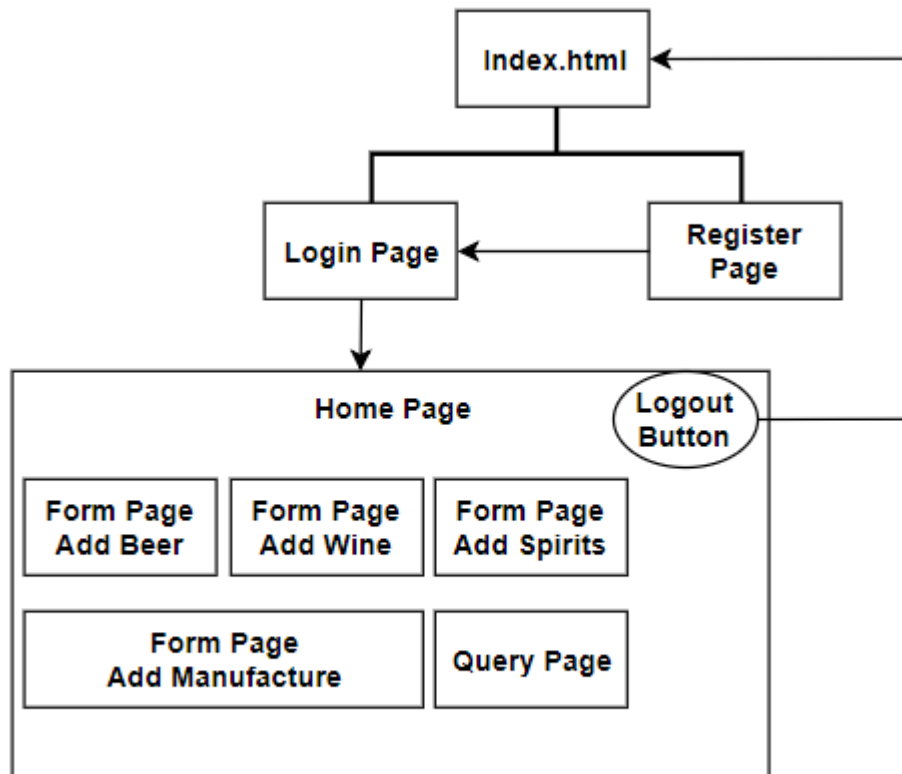 Index.html
Login Page
Register
Page
Home Page
Logout
Button
Form Page
Add Beer
Form Page
Add Wine
Form Page
Add Spirits
Form Page
Add Manufacture
Query Page